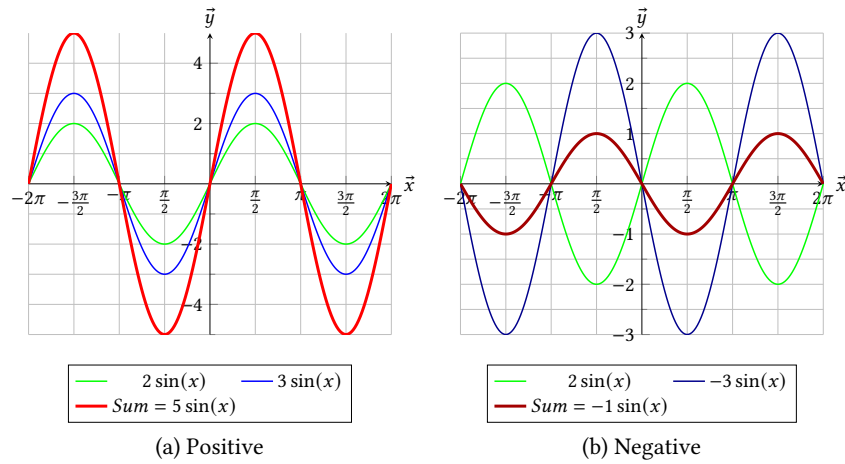 y⃗
4
2
−2π −3π/2 −π π/2 π/2 π 3π/2 2π x⃗
−2
−4
2 sin(x) 3 sin(x)
Sum = 5 sin(x)
(a) Positive
y⃗
3
2
1
−2π −3π/2 −π π/2 π/2 π 3π/2 2π x⃗
−1
−2
−3
2 sin(x) −3 sin(x)
Sum = −1 sin(x)
(b) Negative